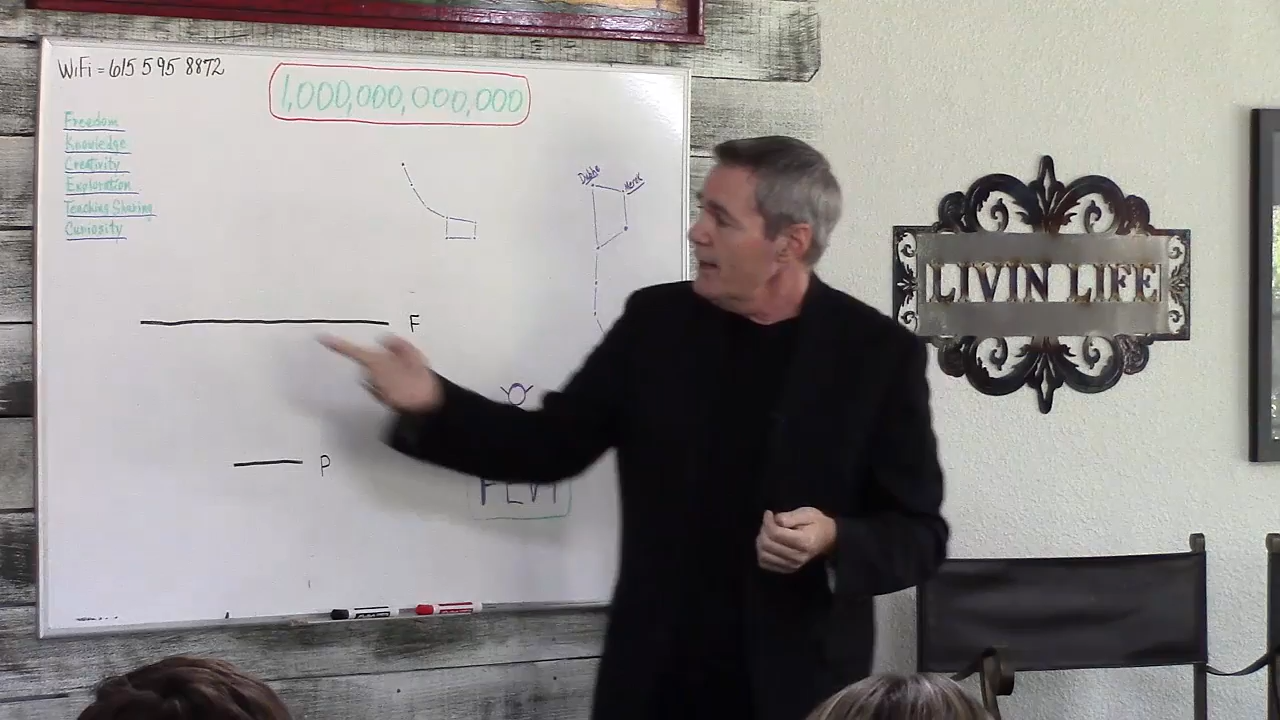 WiFi = 615 595 8872
1,000,000,000,000
Freedom
Knowledge
Creativity
Exploration
Teaching Sharing
Curiosity
Dubhe
Merak
F
P
LIVIN LIFE